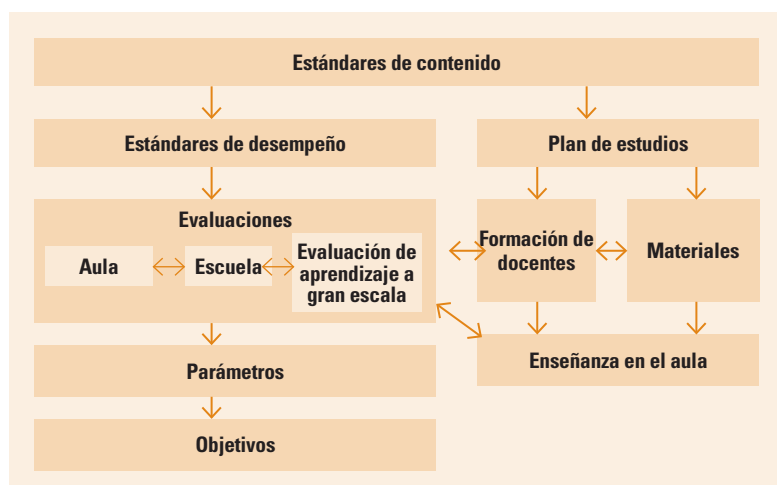 Estándares de contenido
Estándares de desempeño
Plan de estudios
Evaluaciones
Aula
Escuela
Evaluación de
aprendizaje a
gran escala
Formación de
docentes
Materiales
Parámetros
Enseñanza en el aula
Objetivos